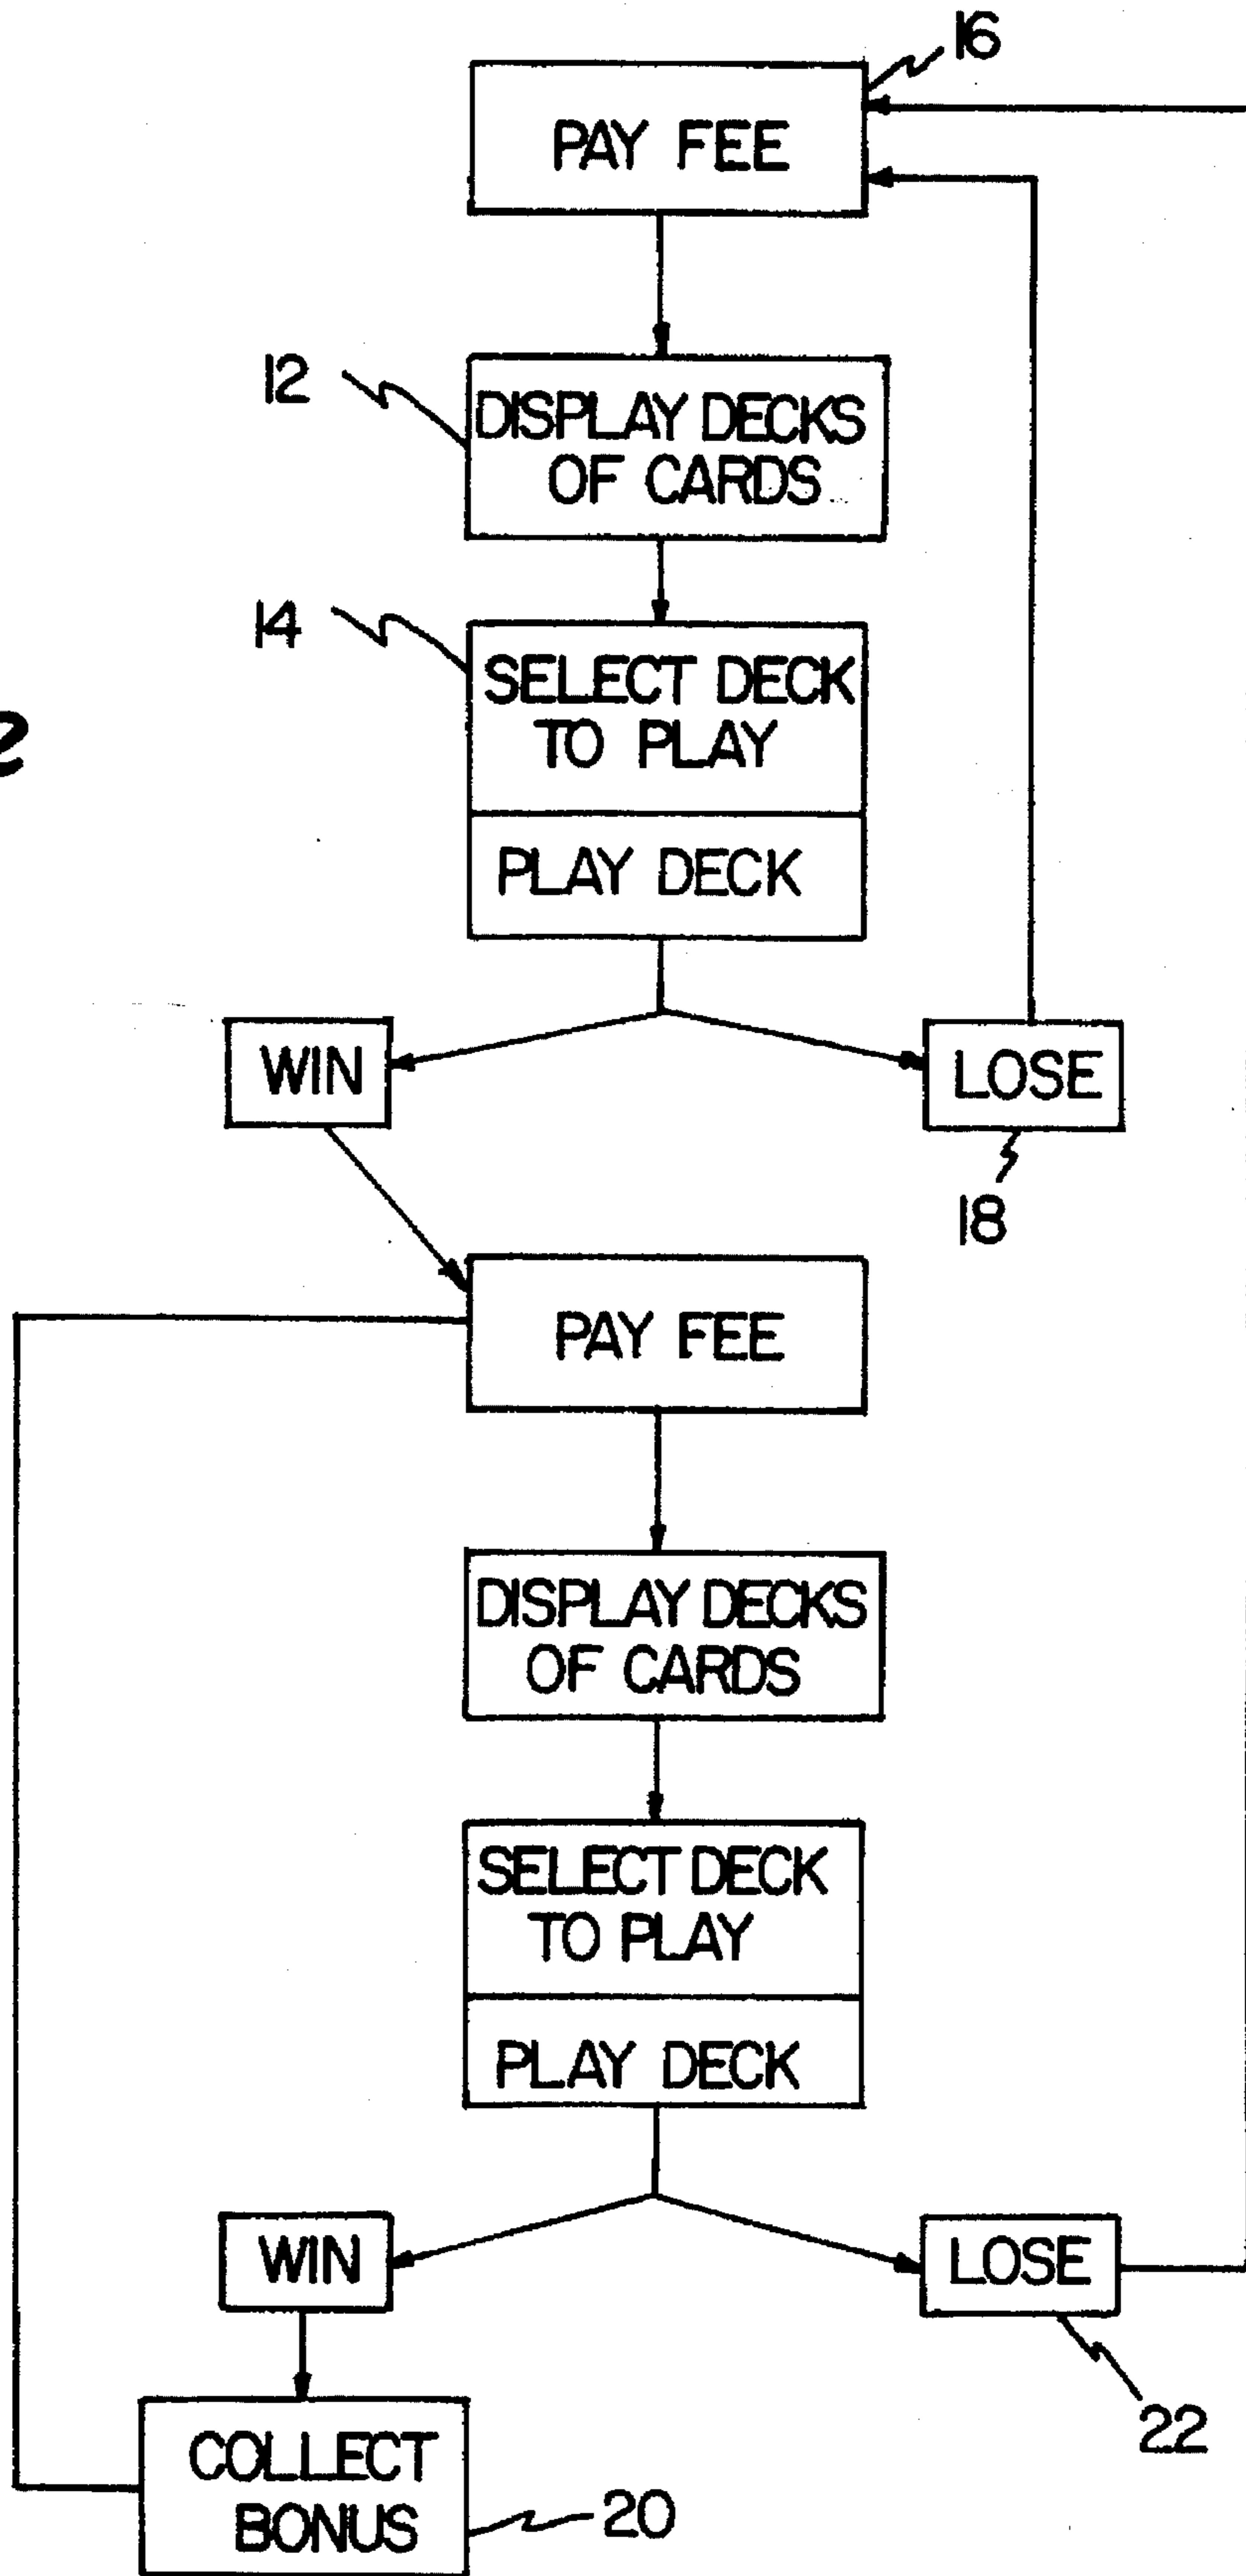 16
PAY FEE
12
DISPLAY DECKS
OF CARDS
14
SELECT DECK
TO PLAY
2
PLAY DECK
WIN
LOSE
18
PAY FEE
DISPLAY DECKS
OF CARDS
SELECT DECK
TO PLAY
PLAY DECK
WIN
LOSE
22
COLLECT
BONUS
20